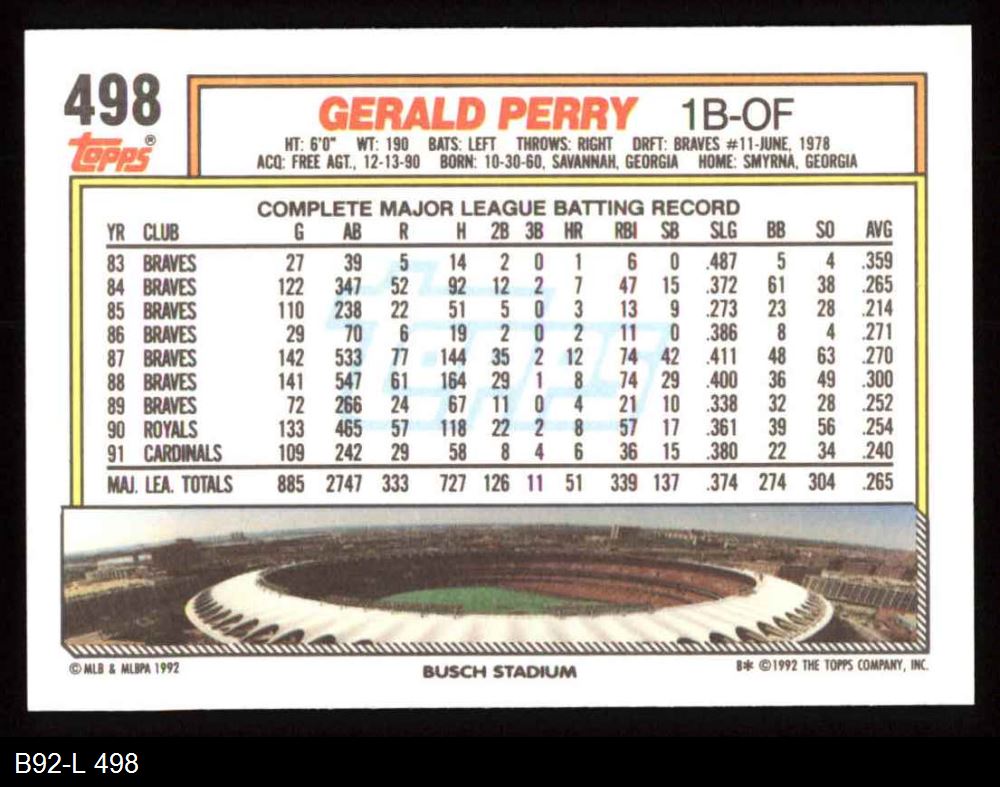 498
GERALD PERRY 1B-OF
Topps®
HT: 6'0" WT: 190 BATS: LEFT THROWS: RIGHT DRFT: BRAVES #11-JUNE, 1978
ACQ: FREE AGT., 12-13-90 BORN: 10-30-60, SAVANNAH, GEORGIA HOME: SMYRNA, GEORGIA
COMPLETE MAJOR LEAGUE BATTING RECORD
YR CLUB G AB R H 2B 3B HR RBI SB SLG BB SO AVG
83 BRAVES 27 39 5 14 2 0 1 6 0 .487 5 4 .359
84 BRAVES 122 347 52 92 12 2 7 47 15 .372 61 38 .265
85 BRAVES 110 238 22 51 5 0 3 13 9 .273 23 28 .214
86 BRAVES 29 70 6 19 2 0 2 11 0 .386 8 4 .271
87 BRAVES 142 533 77 144 35 2 12 74 42 .411 48 63 .270
88 BRAVES 141 547 61 164 29 1 8 74 29 .400 36 49 .300
89 BRAVES 72 266 24 67 11 0 4 21 10 .338 32 28 .252
90 ROYALS 133 465 57 118 22 2 8 57 17 .361 39 56 .254
91 CARDINALS 109 242 29 58 8 4 6 36 15 .380 22 34 .240
MAJ. LEA. TOTALS 885 2747 333 727 126 11 51 339 137 .374 274 304 .265
Topps
© MLB & MLBPA 1992
BUSCH STADIUM
B* ©1992 THE TOPPS COMPANY, INC.
B92-L 498